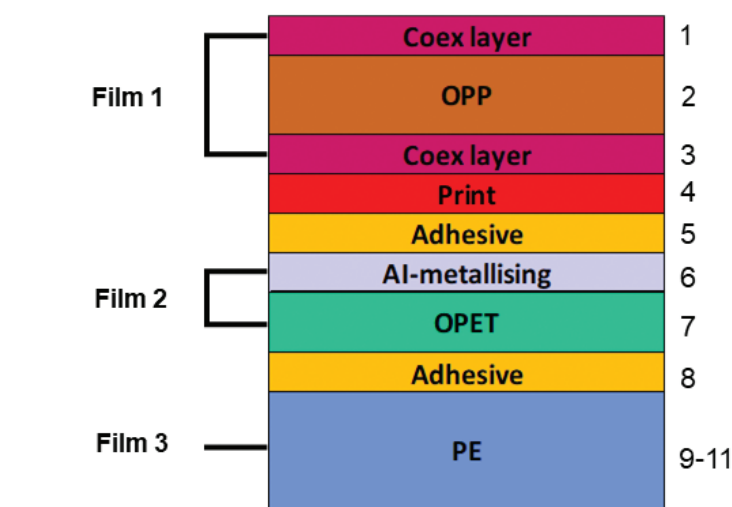 Coex layer 1
Film 1 OPP 2
Coex layer 3
Print 4
Adhesive 5
Al-metallising 6
Film 2 OPET 7
Adhesive 8
Film 3 PE 9-11